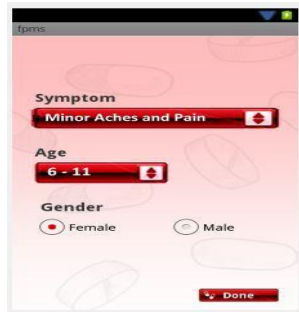 fpms
Symptom
Minor Aches and Pain
Age
6 - 11
Gender
Female Male
Done